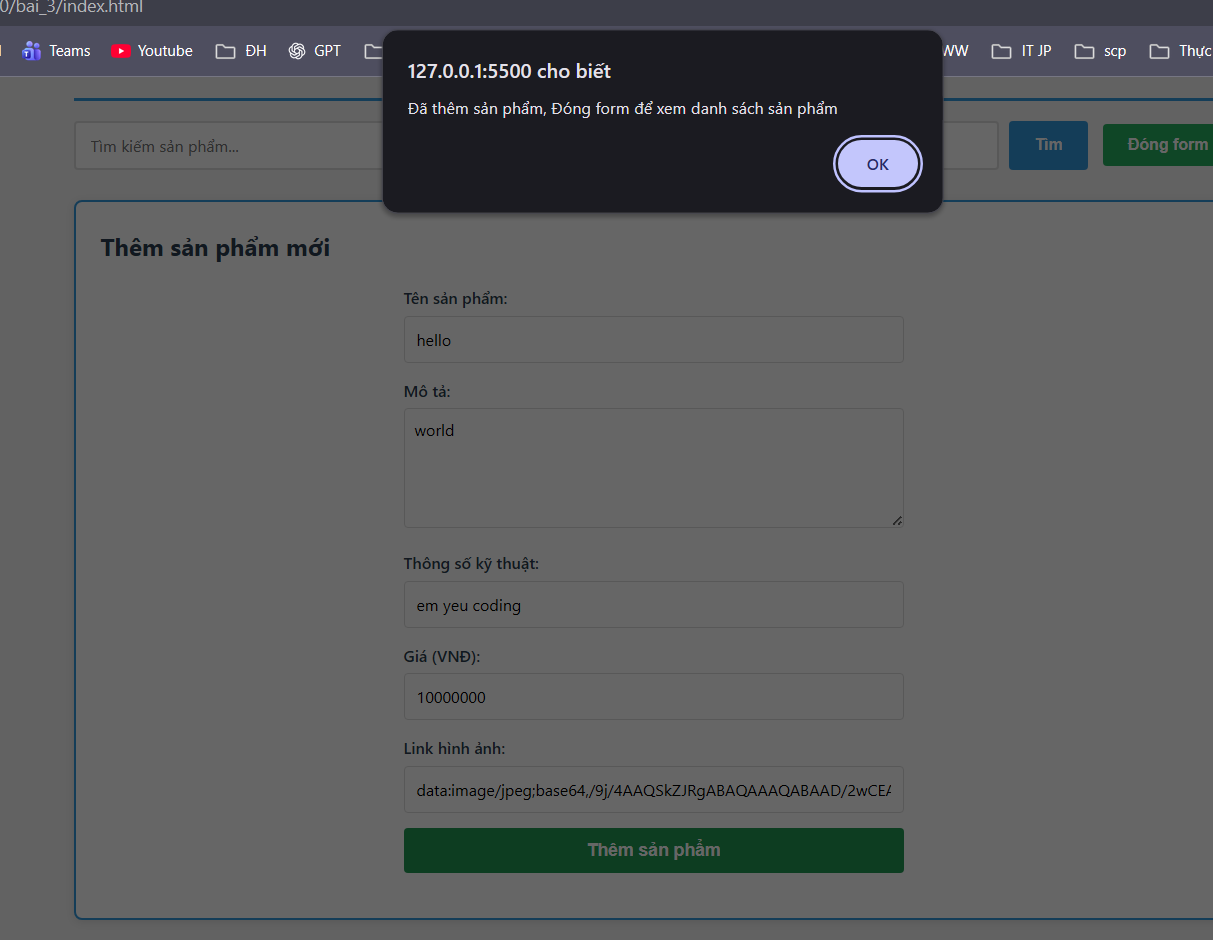 0/bai_3/index.html
Teams Youtube ĐH GPT WW IT JP scp Thực
127.0.0.1:5500 cho biết
Đã thêm sản phẩm, Đóng form để xem danh sách sản phẩm
OK
Tìm kiếm sản phẩm... Tìm Đóng form
Thêm sản phẩm mới
Tên sản phẩm:
hello
Mô tả:
world
Thông số kỹ thuật:
em yeu coding
Giá (VNĐ):
10000000
Link hình ảnh:
data:image/jpeg;base64,/9j/4AAQSkZJRgABAQAAAQABAAD/2wCEA
Thêm sản phẩm